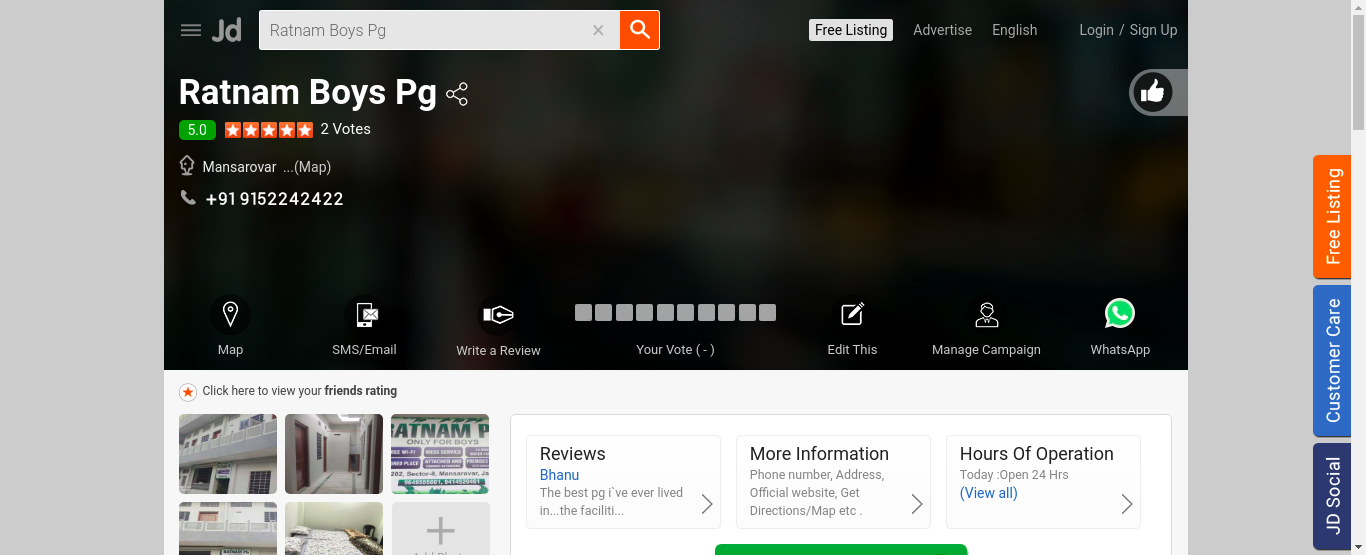 Jd
Ratnam Boys Pg
Free Listing
Advertise
English
Login / Sign Up
Ratnam Boys Pg
5.0
2 Votes
Mansarovar ...(Map)
+91 9152242422
Map
SMS/Email
Write a Review
Your Vote ( - )
Edit This
Manage Campaign
WhatsApp
Click here to view your friends rating
ATNAM P
ONLY FOR BOYS
MESS SERVICE
Reviews
Bhanu
The best pg i`ve ever lived
in...the faciliti...
More Information
Phone number, Address,
Official website, Get
Directions/Map etc .
Hours Of Operation
Today :Open 24 Hrs
(View all)
Free Listing
Customer Care
JD Social